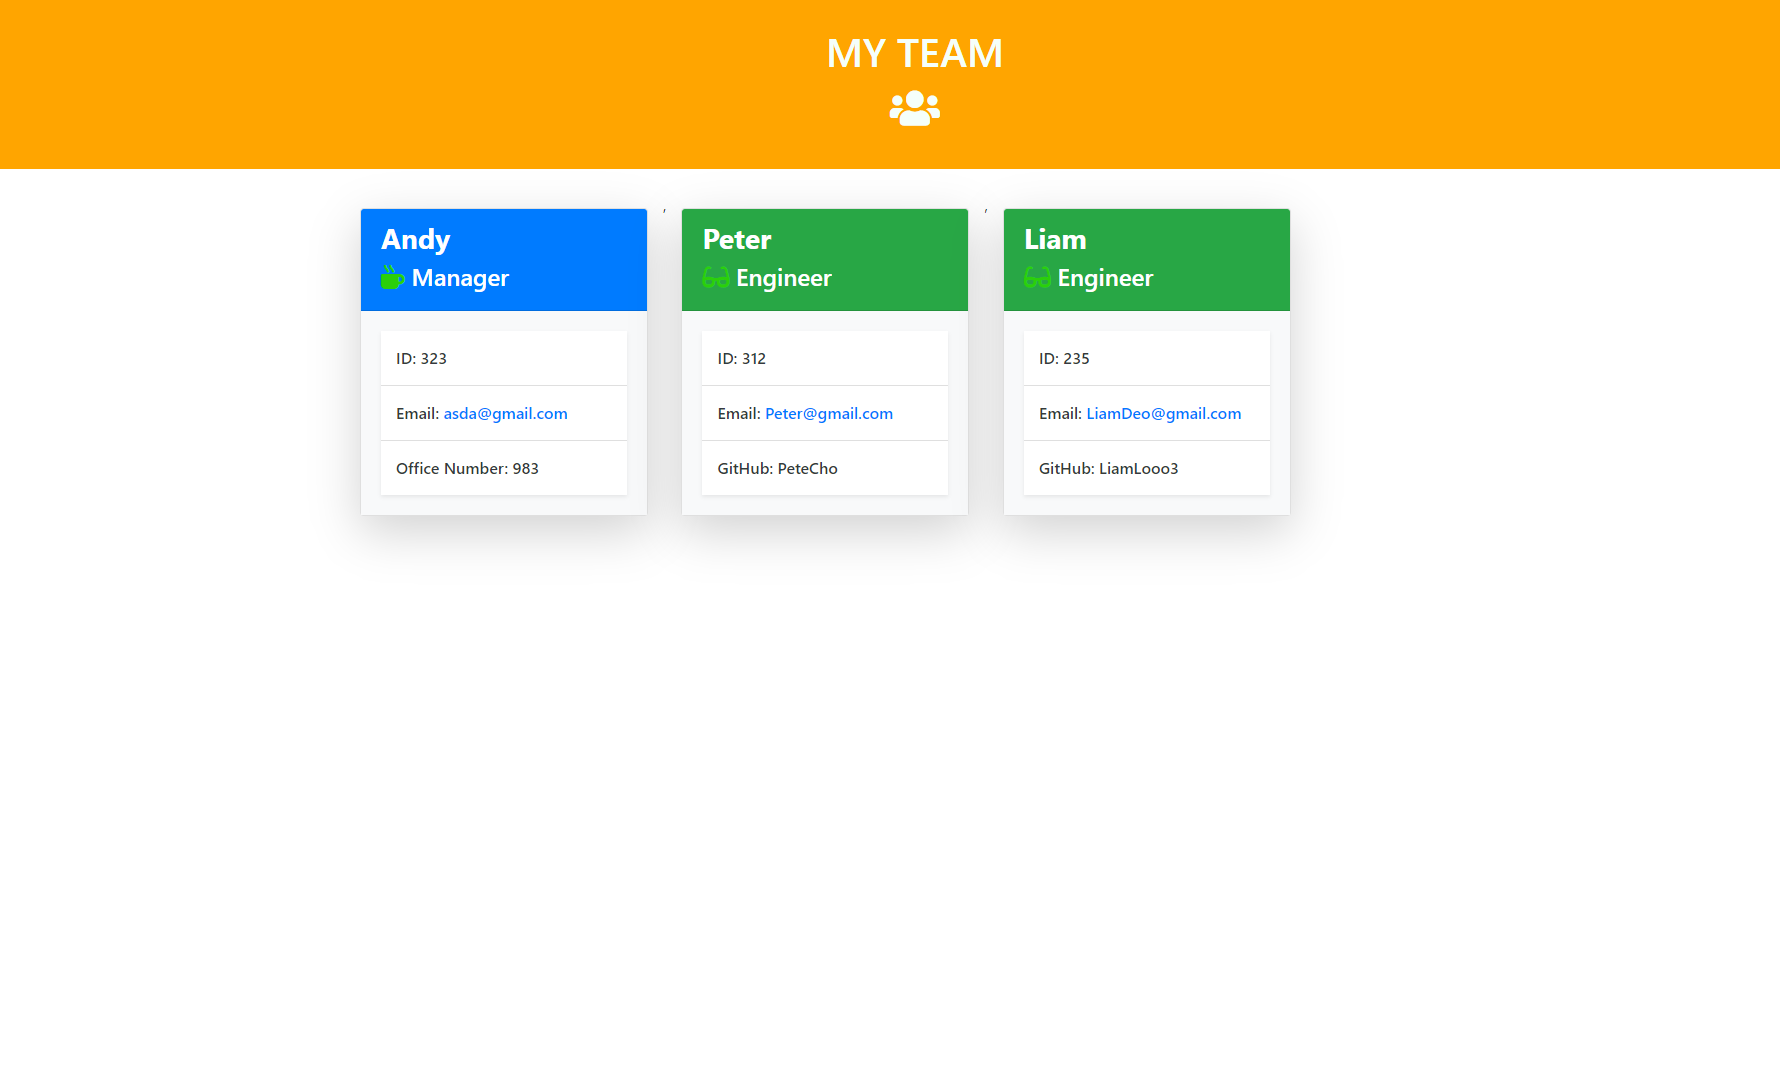 MY TEAM
Andy
Manager
ID: 323
Email: asda@gmail.com
Office Number: 983
,
Peter
Engineer
ID: 312
Email: Peter@gmail.com
GitHub: PeteCho
,
Liam
Engineer
ID: 235
Email: LiamDeo@gmail.com
GitHub: LiamLooo3